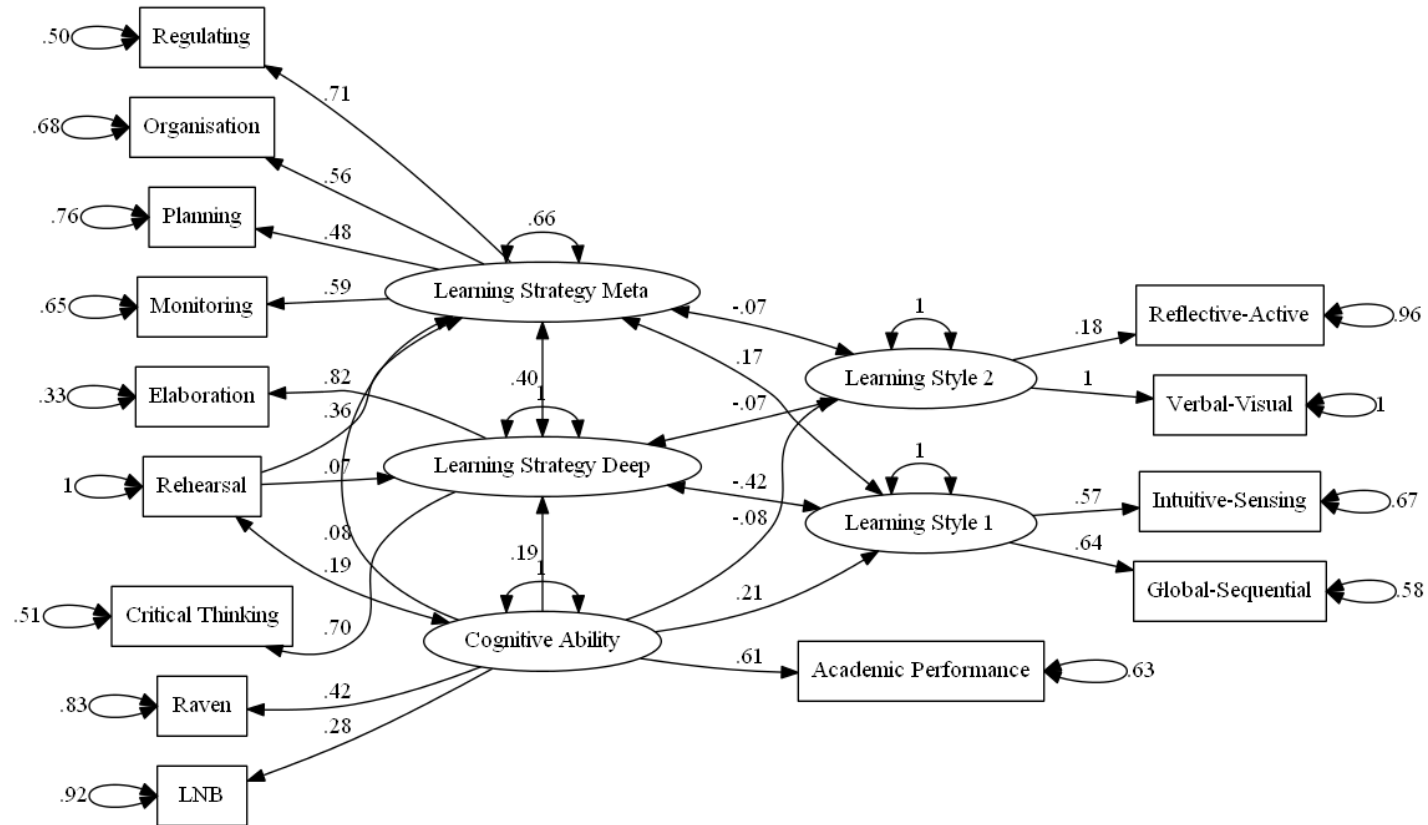 .50 Regulating
.71
.68 Organisation
.56
.76 Planning
.48
.66
.65 Monitoring
.59
Learning Strategy Meta
-.07
1
Reflective-Active
.18
.96
.17
Learning Style 2
1
Verbal-Visual
1
.33 Elaboration
.82
.40
1
-.07
.36
1 Rehearsal
.07
Learning Strategy Deep
-.42
1
Learning Style 1
.57
Intuitive-Sensing
.67
-.08
.64
Global-Sequential
.58
.08
.19
.19
1
.21
.51 Critical Thinking
.70
Cognitive Ability
.61
Academic Performance
.63
.83 Raven
.42
.28
.92 LNB